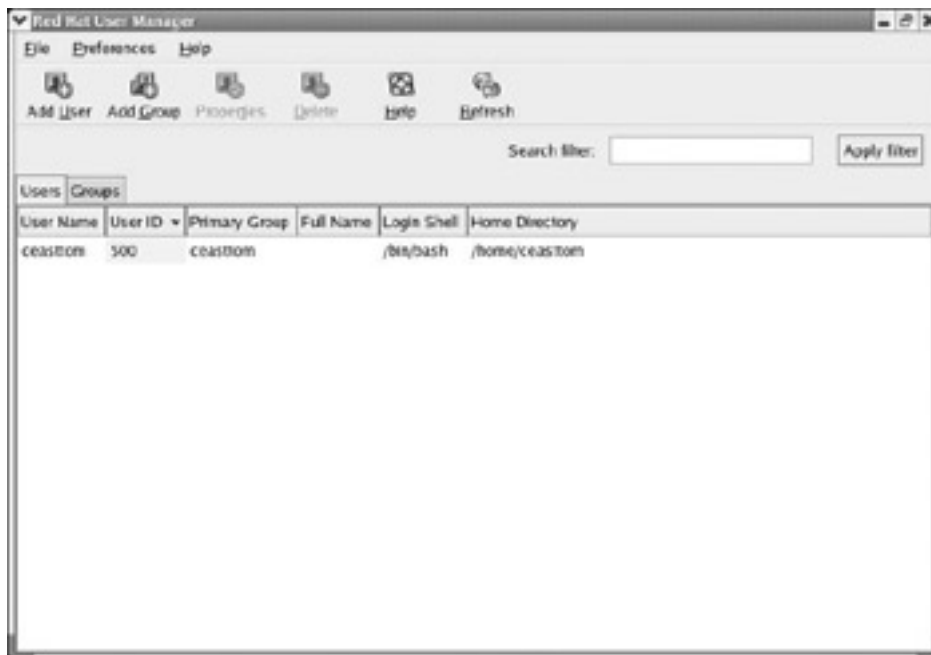 Red Hat User Manager
File Preferences Help
Add User Add Group Properties Delete Help Refresh
Search filter: Apply filter
Users Groups
User Name User ID Primary Group Full Name Login Shell Home Directory
ceasttom 500 ceasttom /bin/bash /home/ceasttom